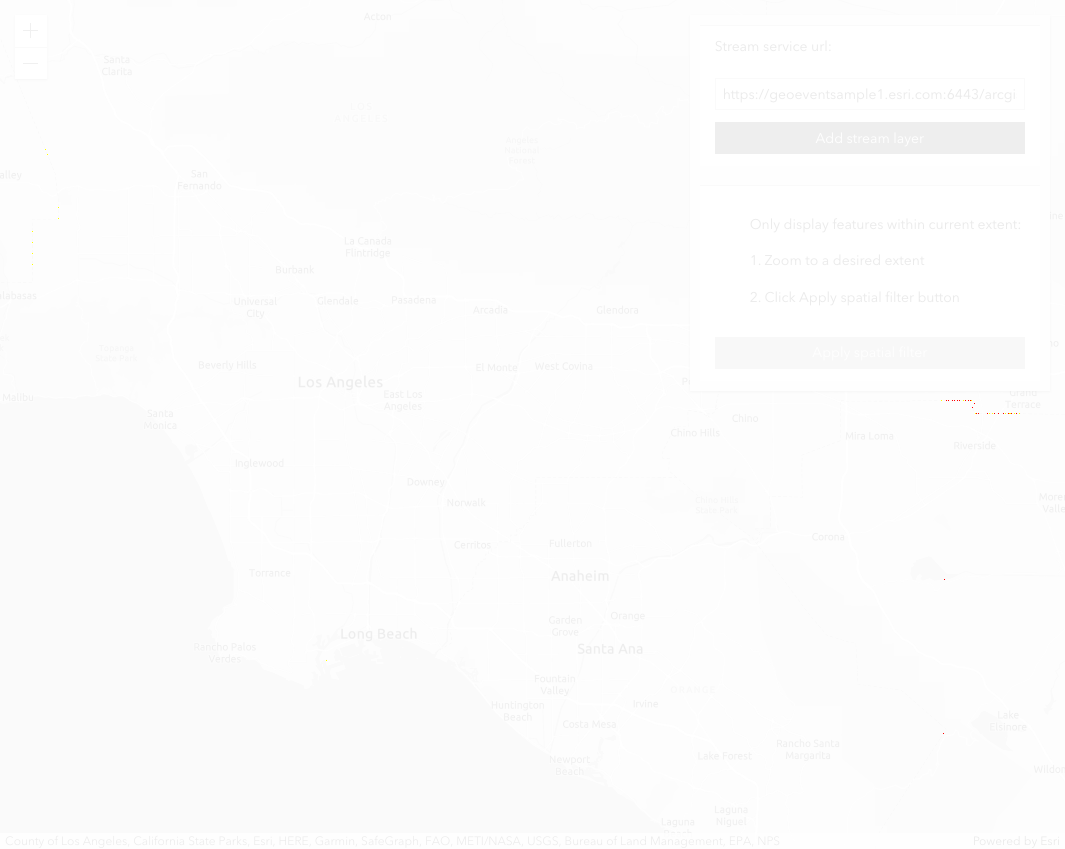 Acton
Santa
Clarita
Stream service url:
https://geoeventsample1.esri.com:6443/arcgi
Add stream layer
San
Fernando
Only display features within current extent:
1. Zoom to a desired extent
2. Click Apply spatial filter button
Apply spatial filter
La Canada
Flintridge
Burbank
Universal
City
Glendale
Pasadena
Arcadia
Glendora
Beverly Hills
El Monte
West Covina
Los Angeles
East Los
Angeles
Malibu
Santa
Monica
Grand
Terrace
Chino
Chino Hills
Mira Loma
Riverside
Inglewood
Downey
Norwalk
More
Valle
Corona
Cerritos
Fullerton
Torrance
Anaheim
Garden
Grove
Orange
Long Beach
Rancho Palos
Verdes
Santa Ana
Fountain
Valley
Irvine
Huntington
Beach
Costa Mesa
Lake
Elsinore
Newport
Beach
Lake Forest
Rancho Santa
Margarita
Wildon
Laguna
Niguel
Laguna
County of Los Angeles, California State Parks, Esri, HERE, Garmin, SafeGraph, FAO, METI/NASA, USGS, Bureau of Land Management, EPA, NPS
Powered by Esri